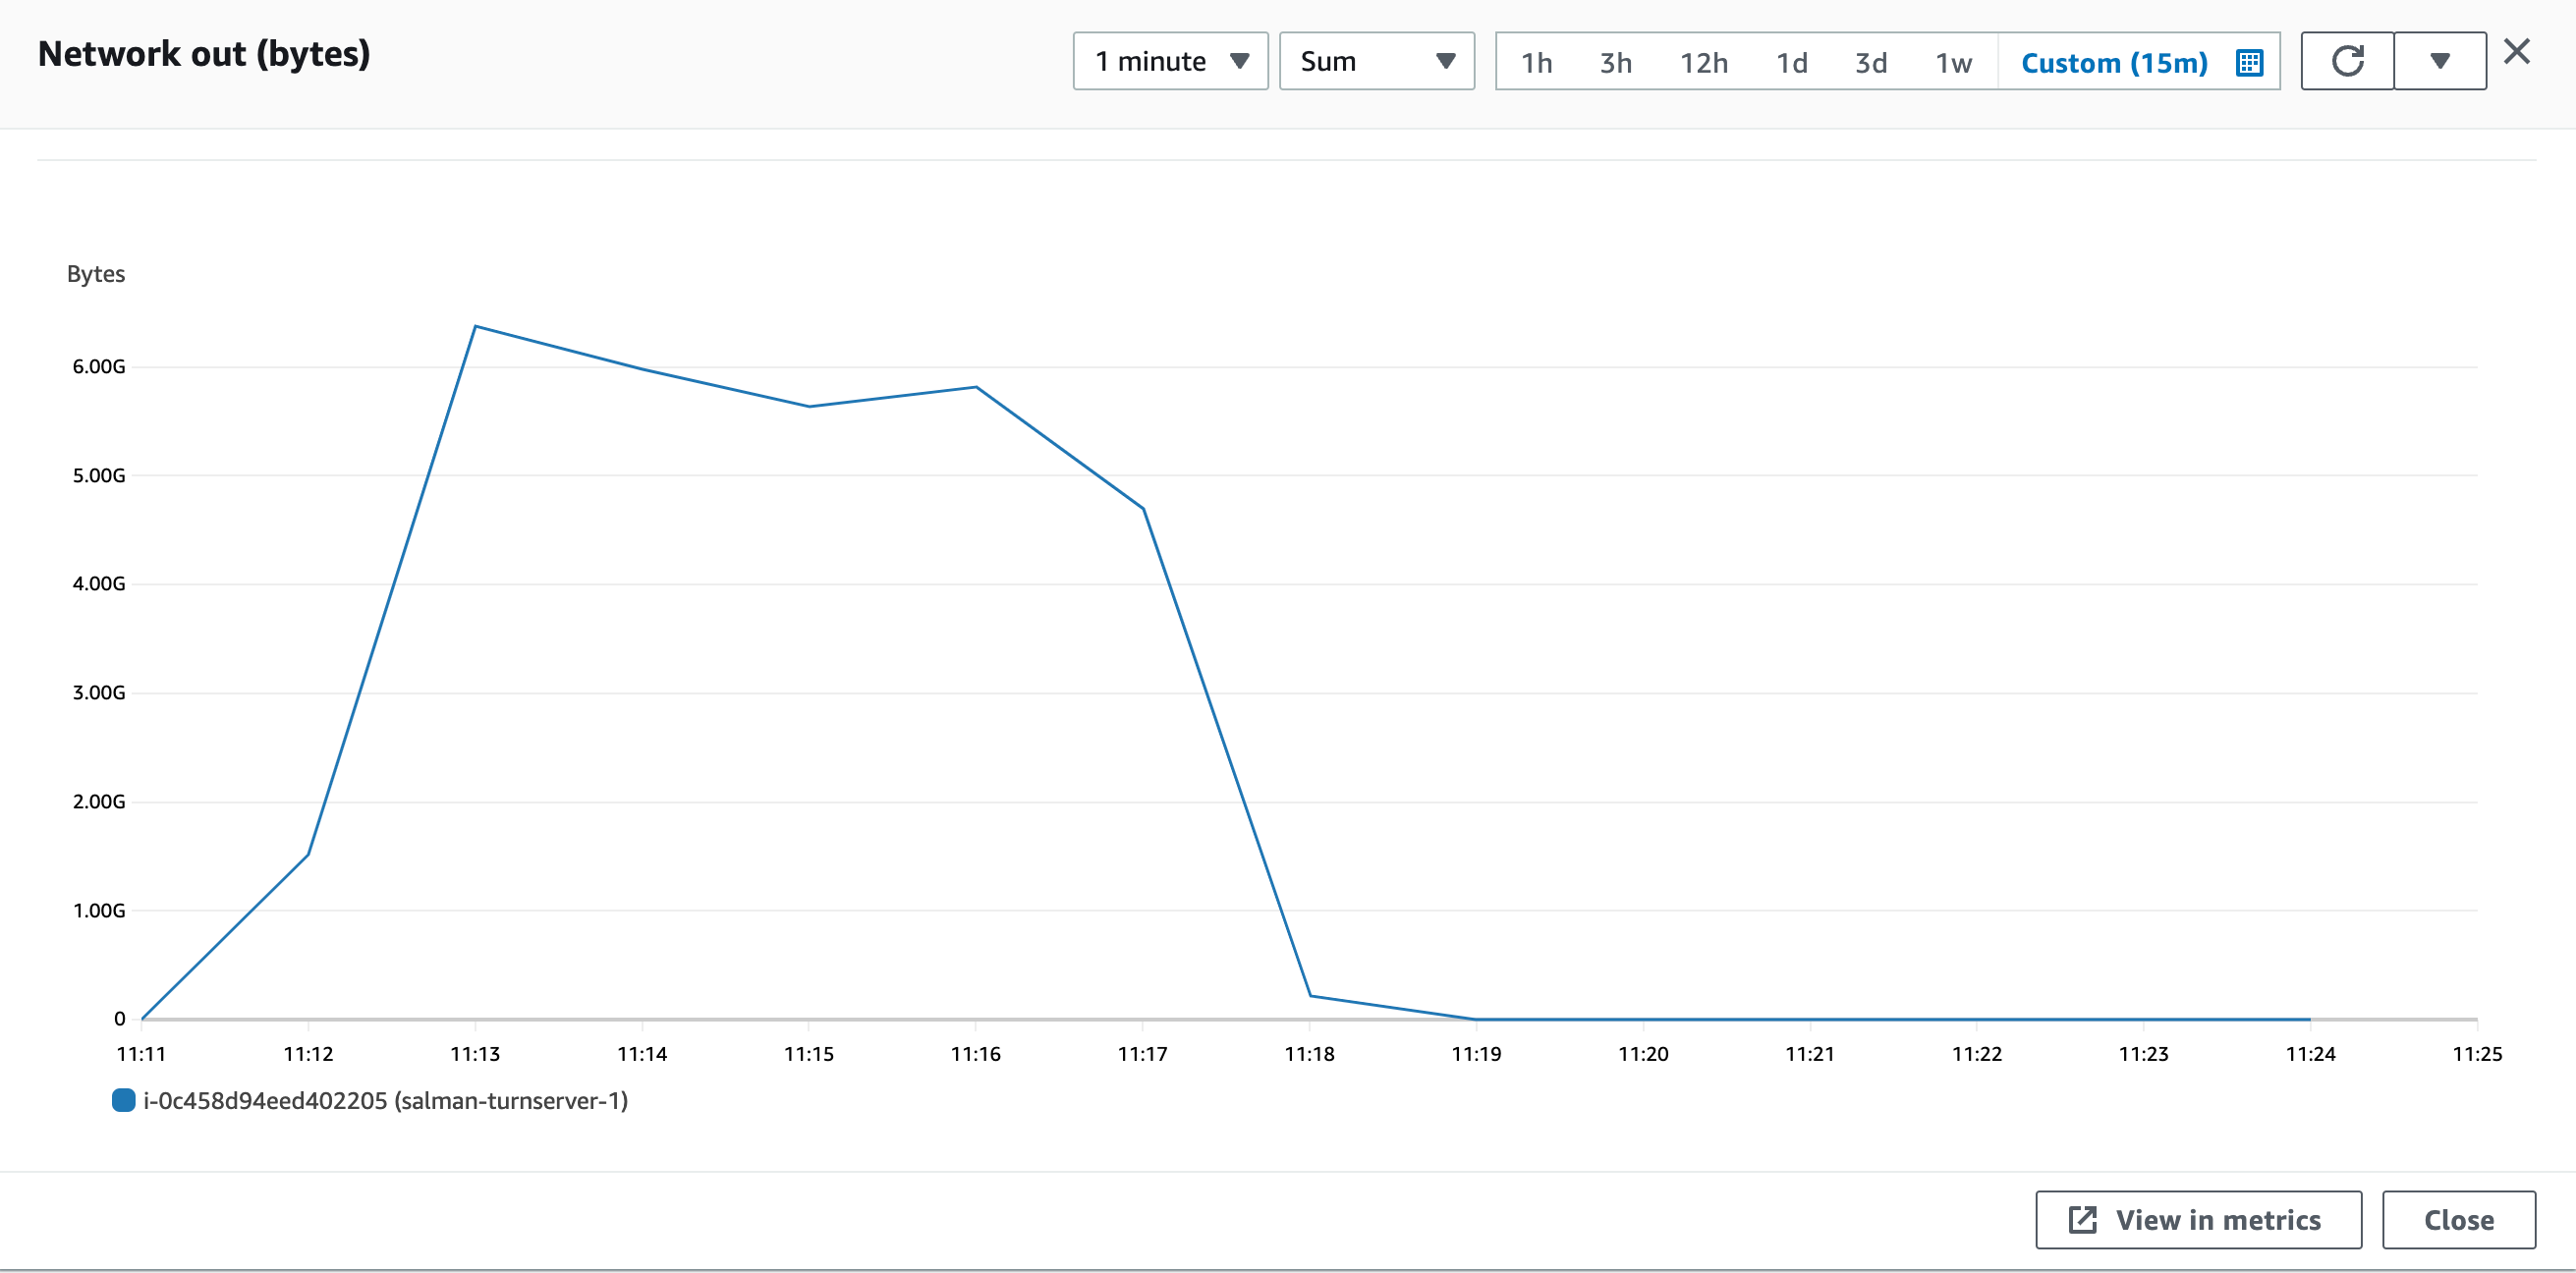 Network out (bytes)
1 minute
Sum
1h 3h 12h 1d 3d 1w Custom (15m)
Bytes
6.00G
5.00G
4.00G
3.00G
2.00G
1.00G
0
11:11 11:12 11:13 11:14 11:15 11:16 11:17 11:18 11:19 11:20 11:21 11:22 11:23 11:24 11:25
i-0c458d94eed402205 (salman-turnserver-1)
View in metrics
Close